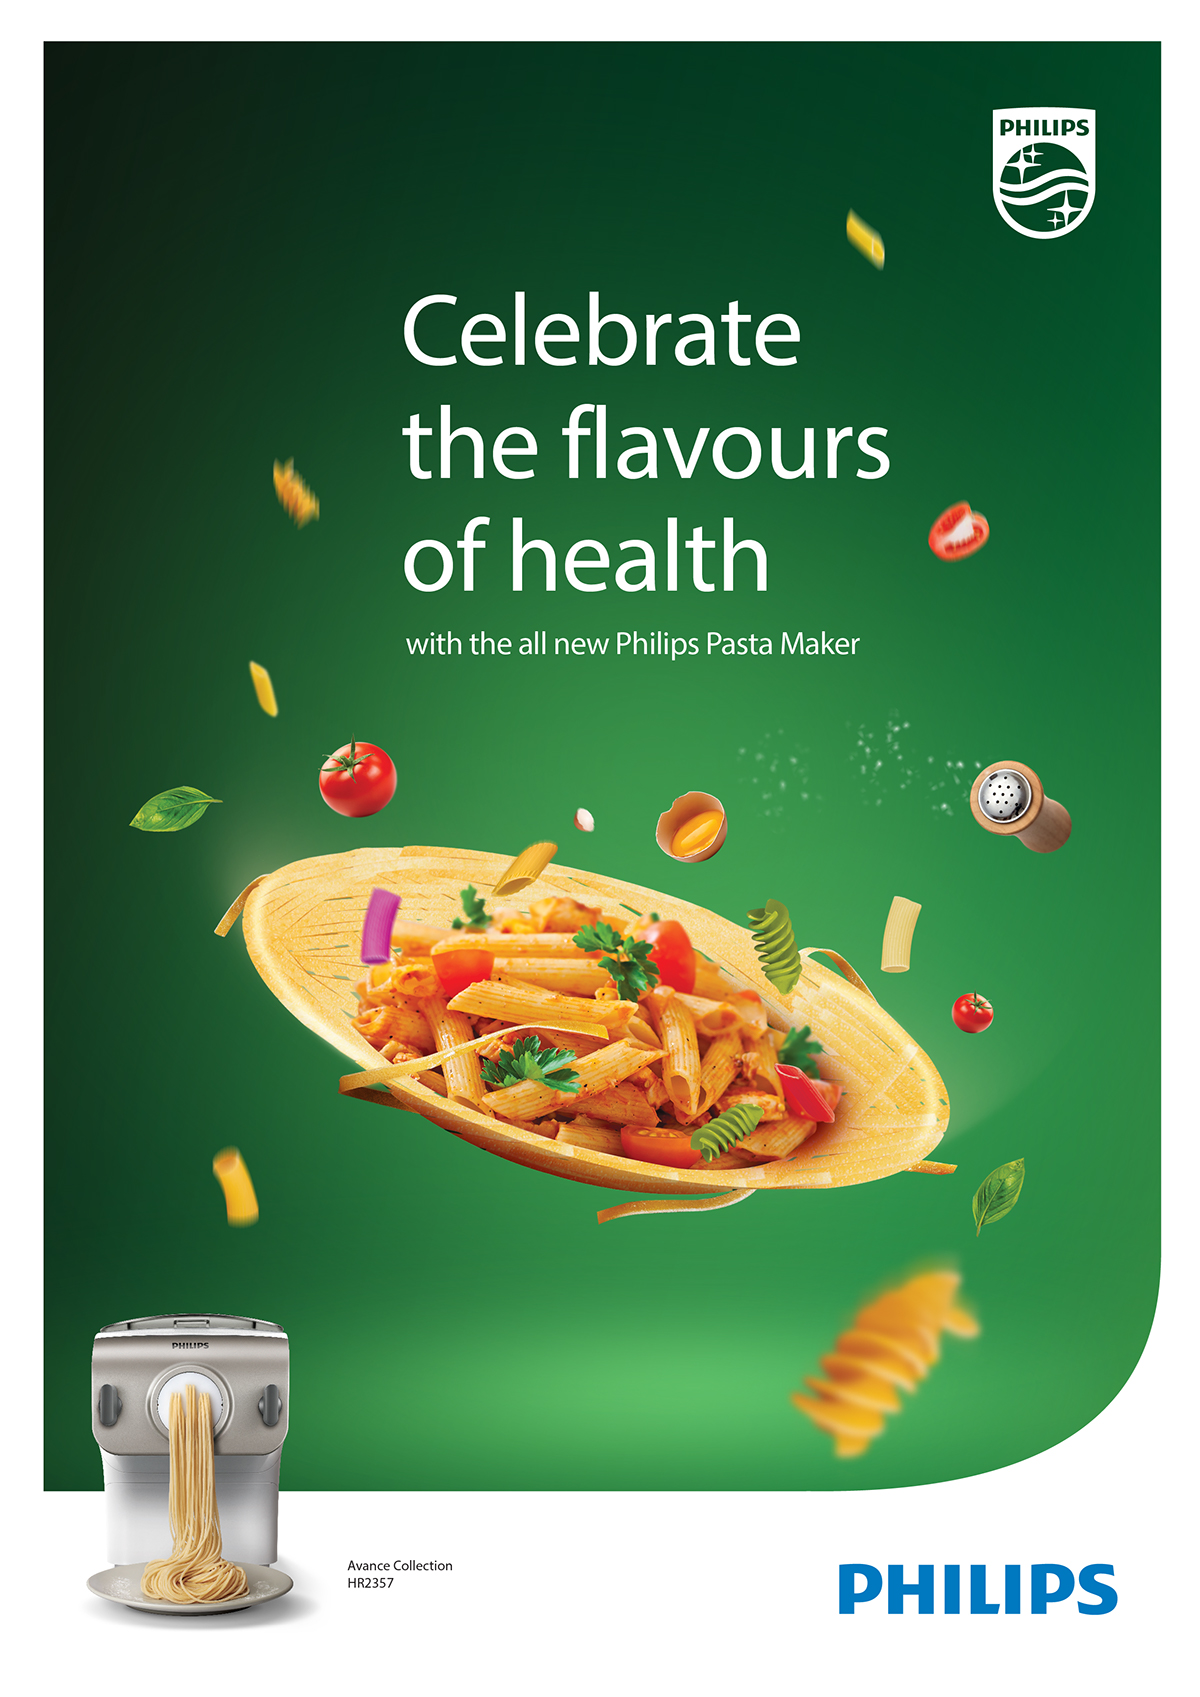 PHILIPS
Celebrate
the flavours
of health
with the all new Philips Pasta Maker
PHILIPS
Avance Collection
HR2357
PHILIPS